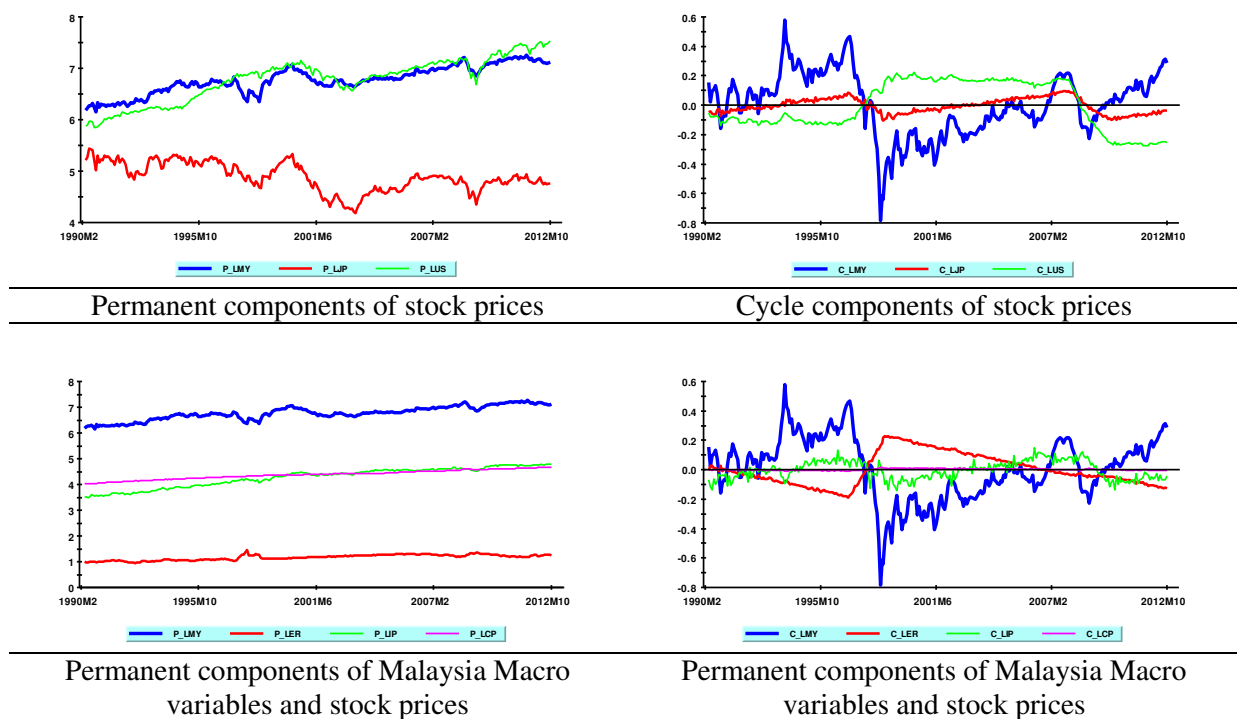 8
7
6
5
4
1990M2 1995M10 2001M6 2007M2 2012M10
P_LMY P_LJP P_LUS
0.6
0.4
0.2
0.0
-0.2
-0.4
-0.6
-0.8
1990M2 1995M10 2001M6 2007M2 2012M10
C_LMY C_LJP C_LUS
Permanent components of stock prices
Cycle components of stock prices
8
7
6
5
4
3
2
1
0
1990M2 1995M10 2001M6 2007M2 2012M10
P_LMY P_LER P_LIP P_LCP
0.6
0.4
0.2
0.0
-0.2
-0.4
-0.6
-0.8
1990M2 1995M10 2001M6 2007M2 2012M10
C_LMY C_LER C_LIP C_LCP
Permanent components of Malaysia Macro
variables and stock prices
Permanent components of Malaysia Macro
variables and stock prices